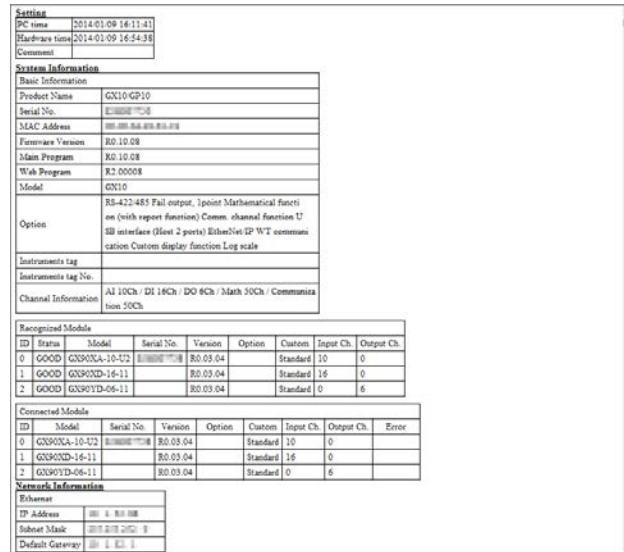 Setting
PC time 2014/01/09 16:11:41
Hardware time 2014/01/09 16:54:38
Comment
System Information
Basic Information
Product Name GX10/GP10
Serial No.
MAC Address
Firmware Version R0.10.08
Main Program R0.10.08
Web Program R2.00008
Model GX10
Option RS-422/485 Fail output, 1point Mathematical functi
on (with report function) Comm. channel function U
SB interface (Host 2 ports) EtherNet/IP WT communi
cation Custom display function Log scale
Instruments tag
Instruments tag No.
Channel Information AI 10Ch / DI 16Ch / DO 6Ch / Math 50Ch / Communica
tion 50Ch
Recognized Module
ID Status Model Serial No. Version Option Custom Input Ch. Output Ch.
0 GOOD GX90XA-10-U2 R0.03.04 Standard 10 0
1 GOOD GX90XD-16-11 R0.03.04 Standard 16 0
2 GOOD GX90YD-06-11 R0.03.04 Standard 0 6
Connected Module
ID Model Serial No. Version Option Custom Input Ch. Output Ch. Error
0 GX90XA-10-U2 R0.03.04 Standard 10 0
1 GX90XD-16-11 R0.03.04 Standard 16 0
2 GX90YD-06-11 R0.03.04 Standard 0 6
Network Information
Ethernet
IP Address
Subnet Mask
Default Gateway